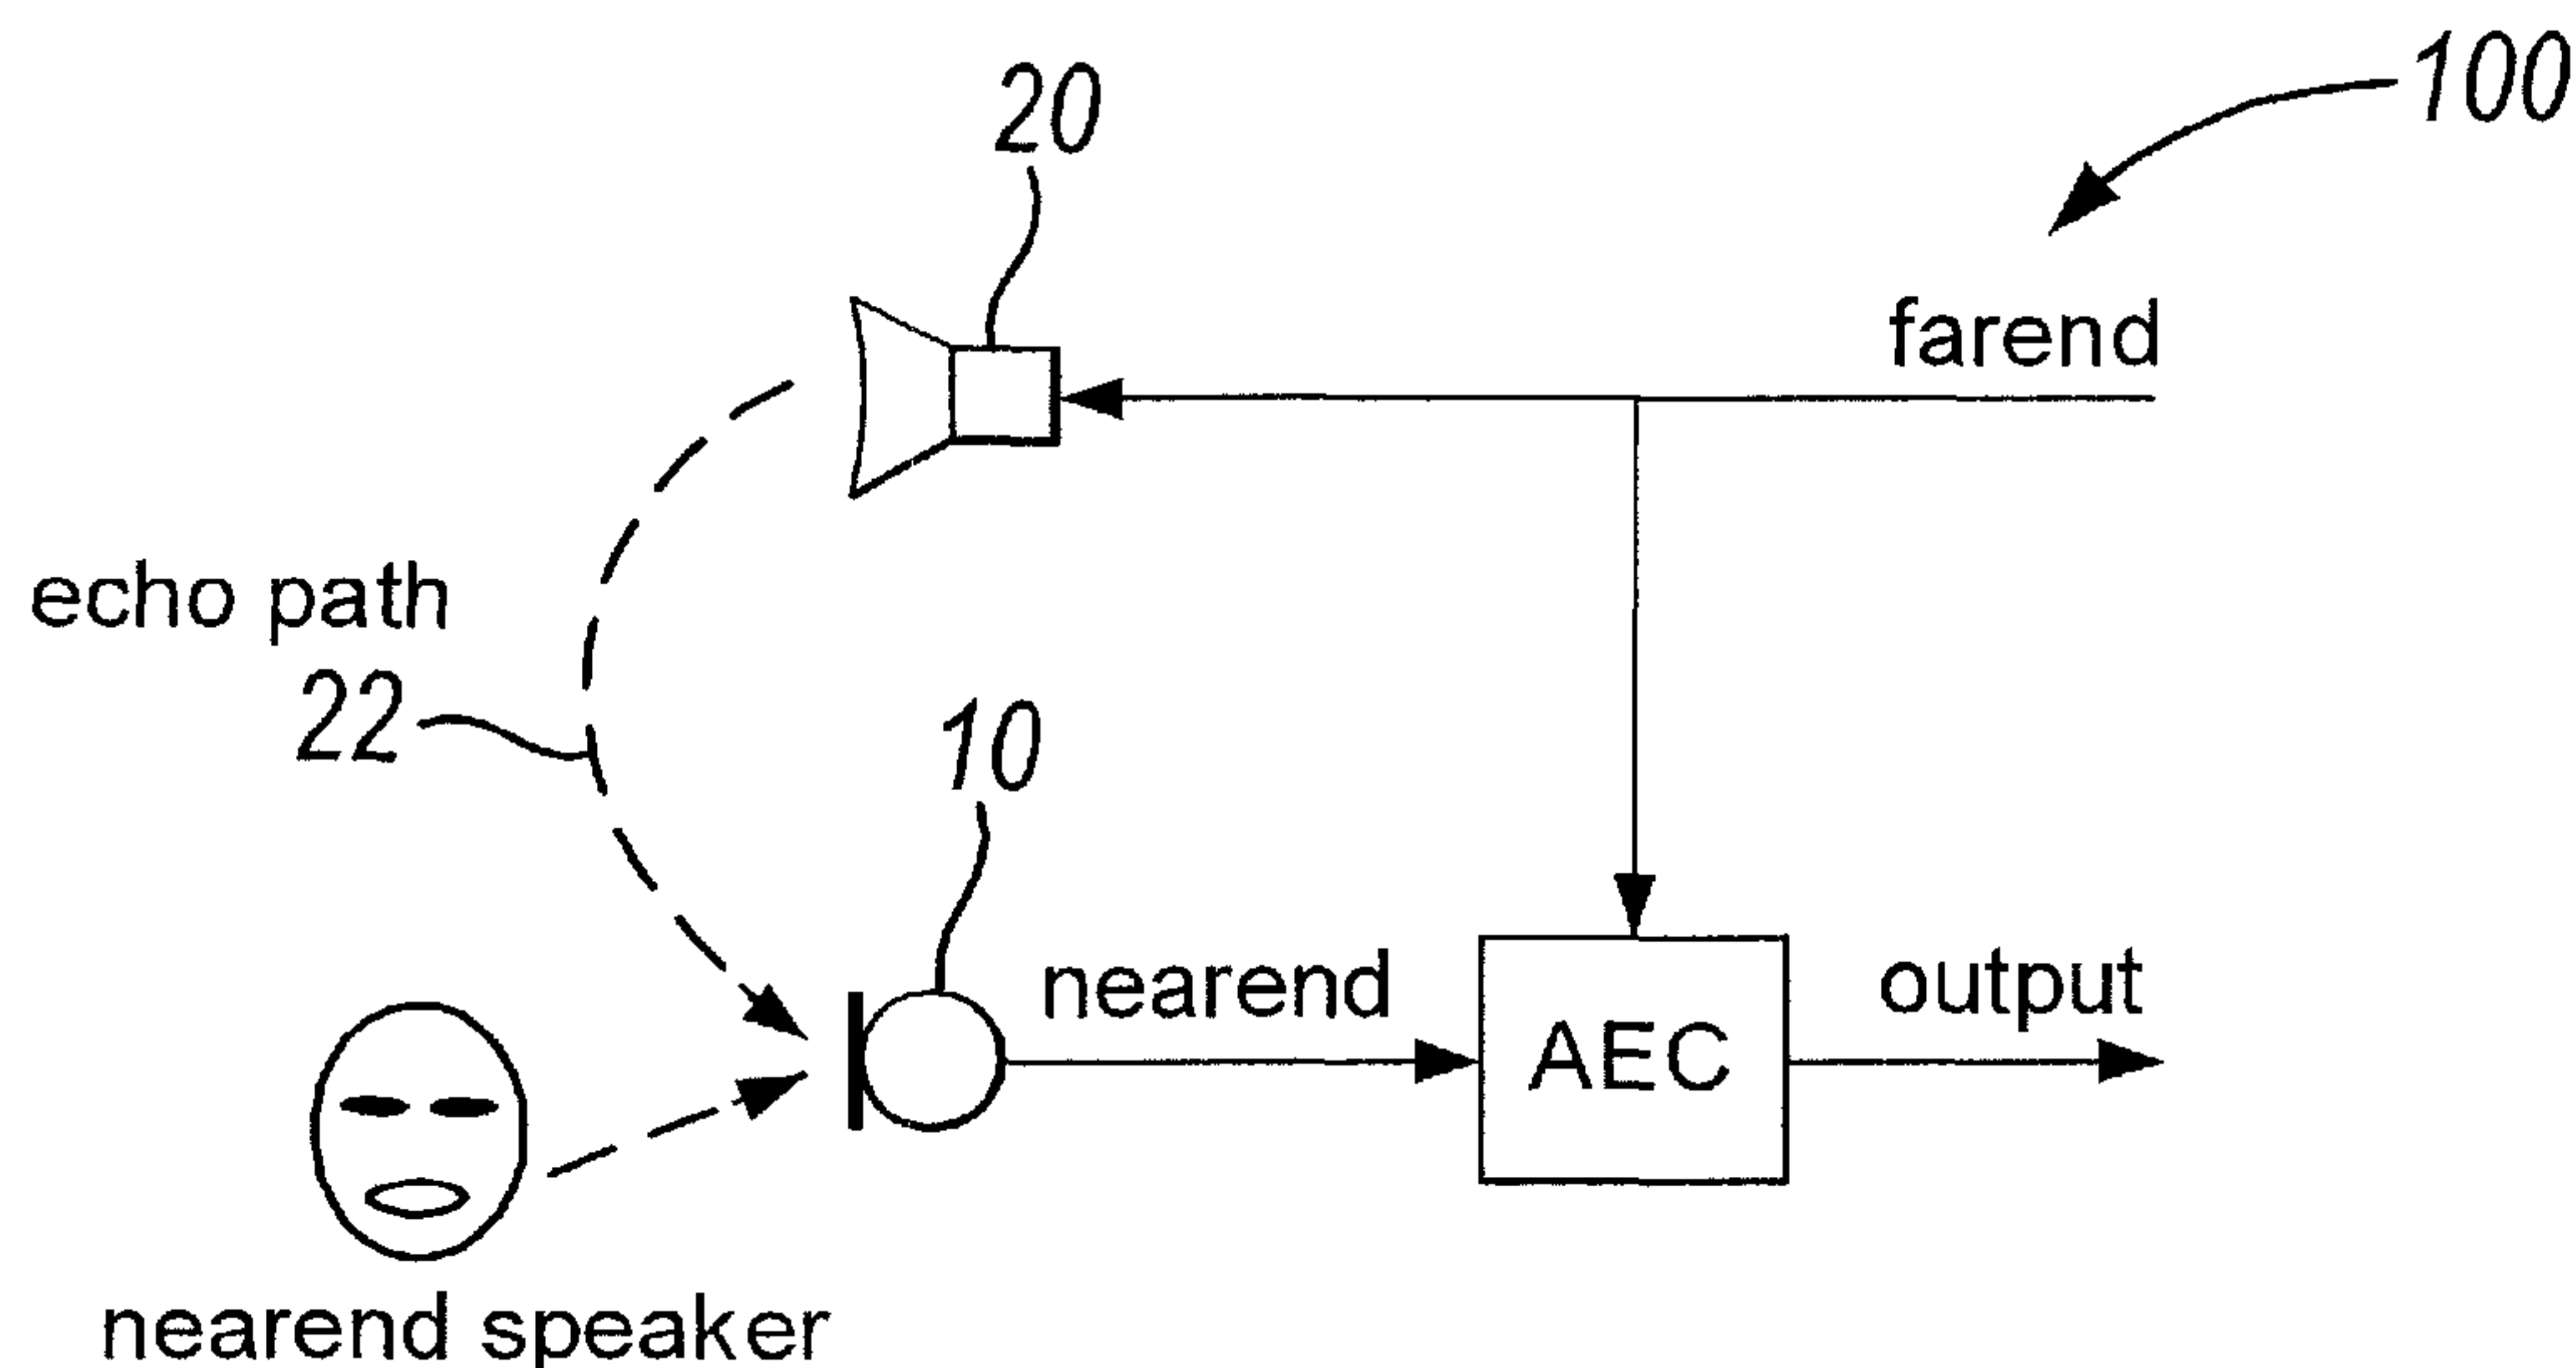 100
20
farend
echo path
22
10
nearend
output
AEC
nearend speaker